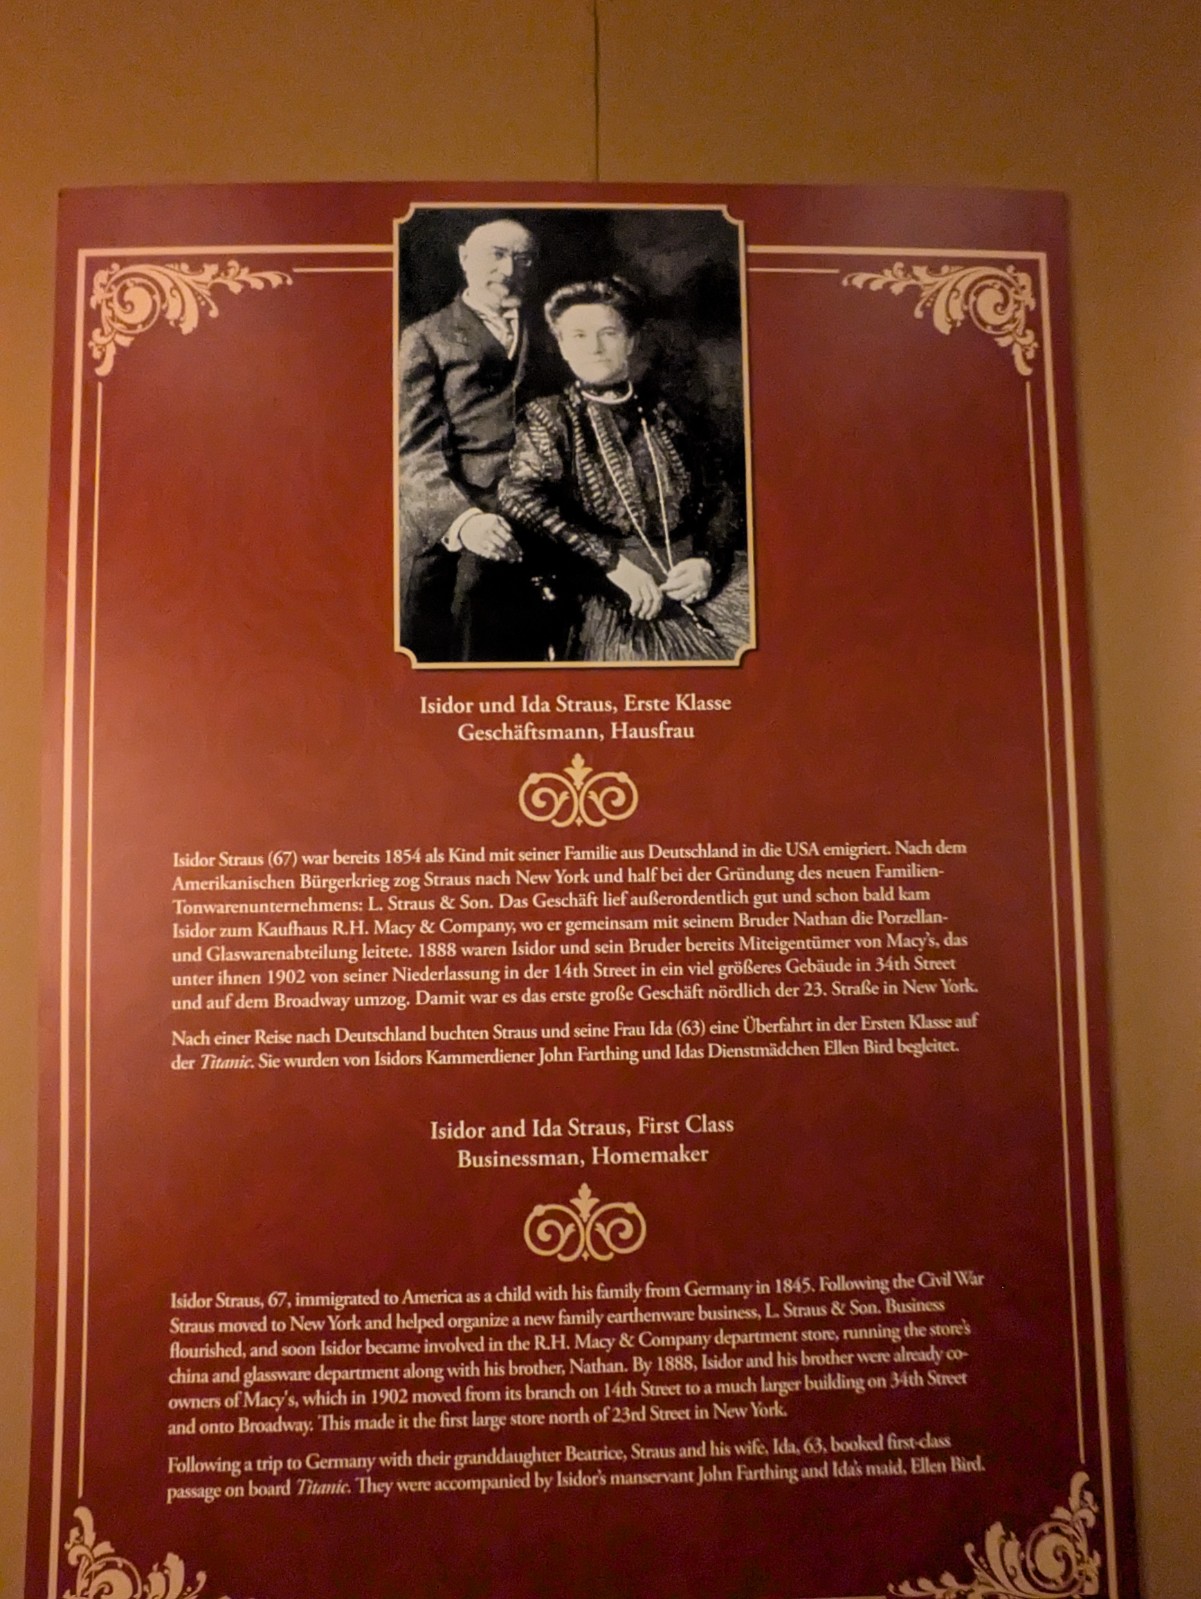 Isidor und Ida Straus, Erste Klasse
Geschäftsmann, Hausfrau
Isidor Straus (67) war bereits 1854 als Kind mit seiner Familie aus Deutschland in die USA emigriert. Nach dem
Amerikanischen Bürgerkrieg zog Straus nach New York und half bei der Gründung des neuen Familien-
Tonwarenunternehmens: L. Straus & Son. Das Geschäft lief außerordentlich gut und schon bald kam
Isidor zum Kaufhaus R.H. Macy & Company, wo er gemeinsam mit seinem Bruder Nathan die Porzellan-
und Glaswarenabteilung leitete. 1888 waren Isidor und sein Bruder bereits Miteigentümer von Macy's, das
unter ihnen 1902 von seiner Niederlassung in der 14th Street in ein viel größeres Gebäude in 34th Street
und auf dem Broadway umzog. Damit war es das erste große Geschäft nördlich der 23. Straße in New York.
Nach einer Reise nach Deutschland buchten Straus und seine Frau Ida (63) eine Überfahrt in der Ersten Klasse auf
der Titanic. Sie wurden von Isidors Kammerdiener John Farthing und Idas Dienstmädchen Ellen Bird begleitet.
Isidor and Ida Straus, First Class
Businessman, Homemaker
Isidor Straus, 67, immigrated to America as a child with his family from Germany in 1845. Following the Civil War
Straus moved to New York and helped organize a new family earthenware business, L. Straus & Son. Business
flourished, and soon Isidor became involved in the R.H. Macy & Company department store, running the store's
china and glassware department along with his brother, Nathan. By 1888, Isidor and his brother were already co-
owners of Macy's, which in 1902 moved from its branch on 14th Street to a much larger building on 34th Street
and onto Broadway. This made it the first large store north of 23rd Street in New York.
Following a trip to Germany with their granddaughter Beatrice, Straus and his wife, Ida, 63, booked first-class
passage on board Titanic. They were accompanied by Isidor's manservant John Farthing and Ida's maid, Ellen Bird.